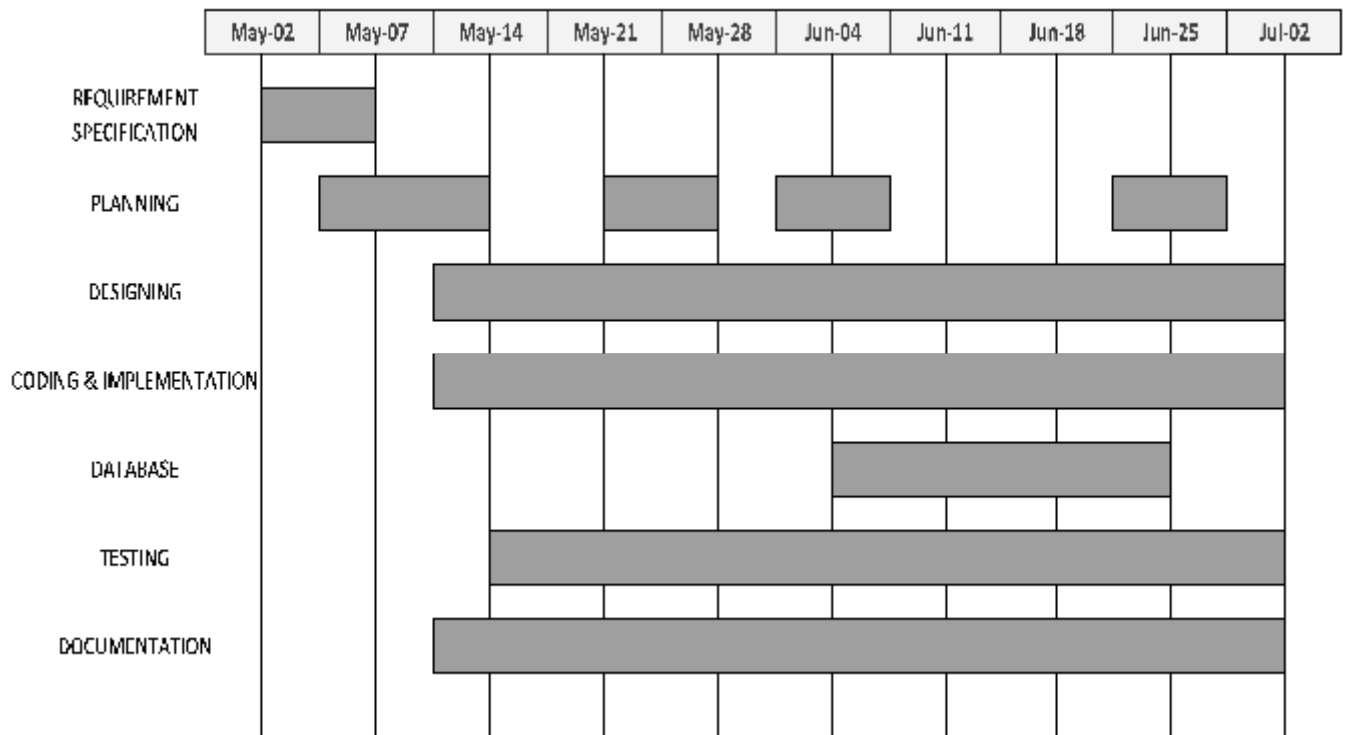 May-02 May-07 May-14 May-21 May-28 Jun-04 Jun-11 Jun-18 Jun-25 Jul-02
REQUIREMENT
SPECIFICATION
PLANNING
DESIGNING
CODING & IMPLEMENTATION
DATABASE
TESTING
DOCUMENTATION